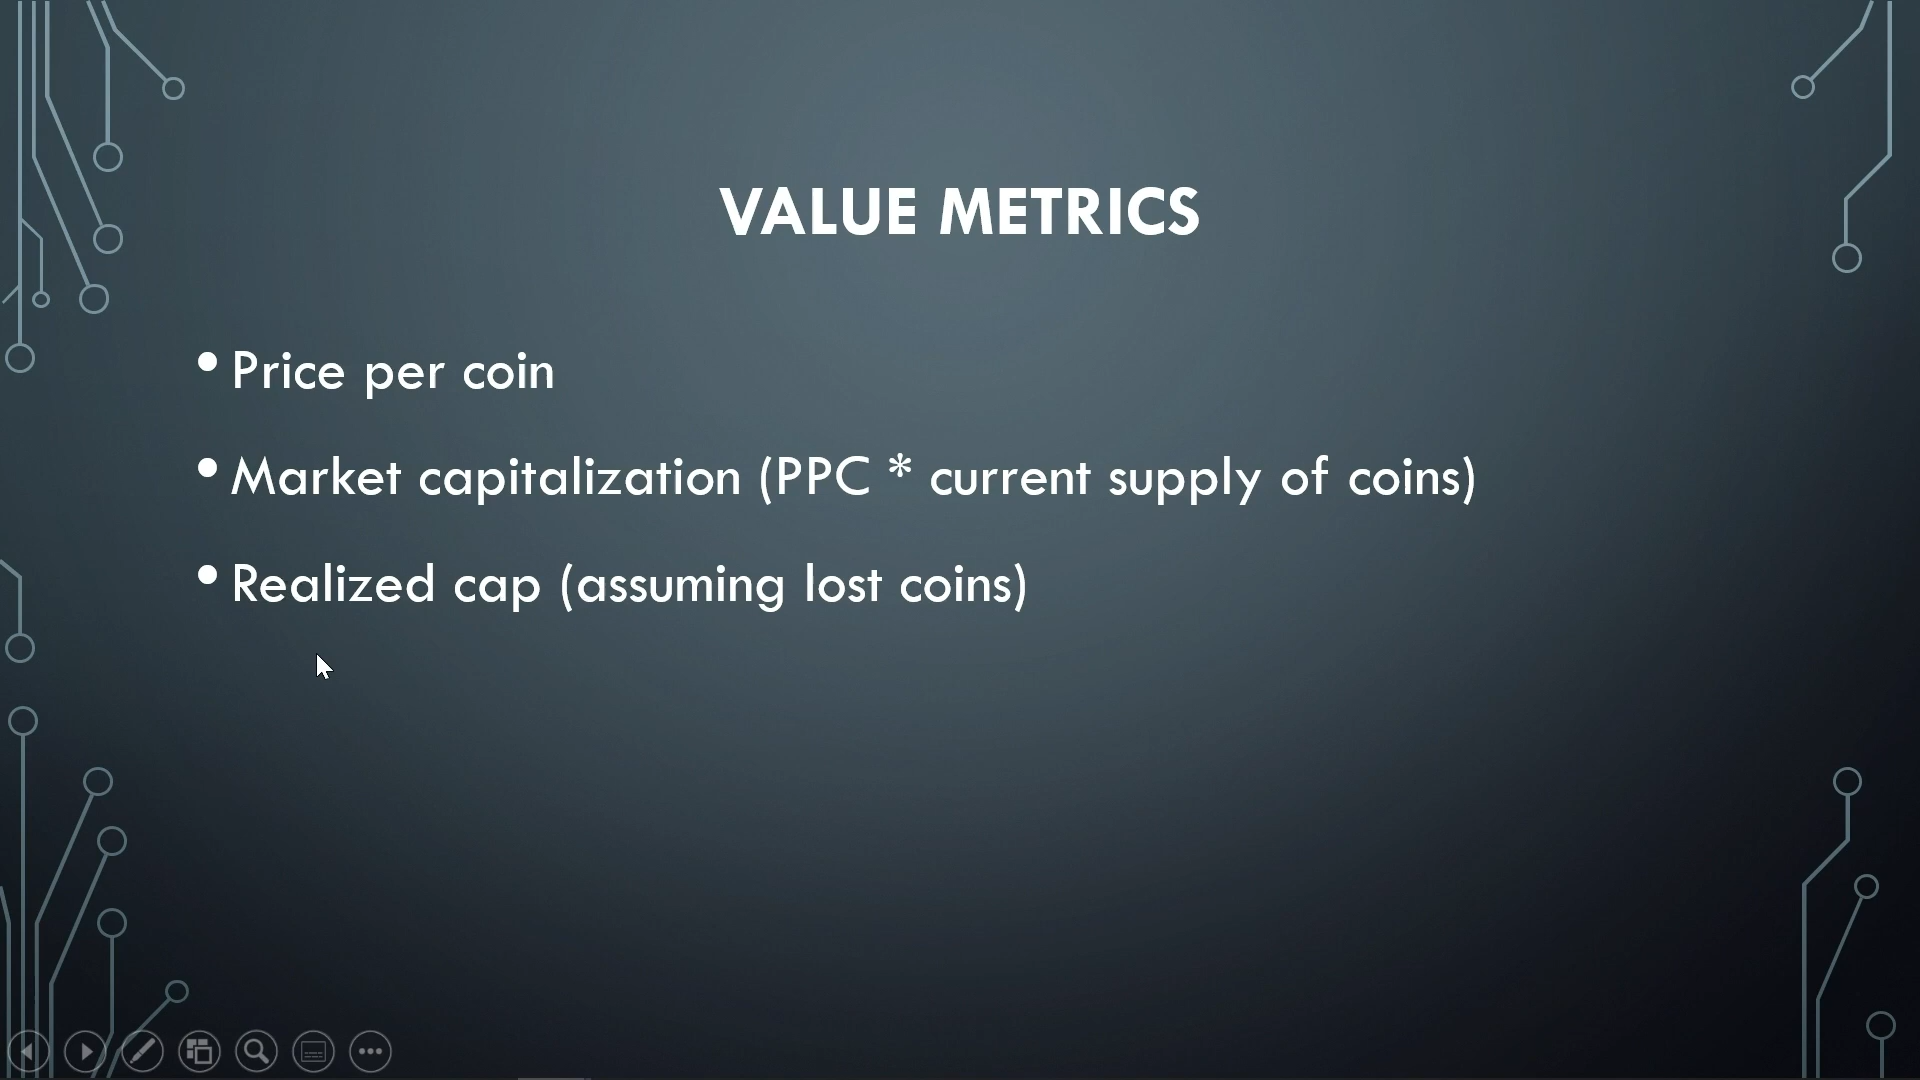 VALUE METRICS
• Price per coin
• Market capitalization (PPC * current supply of coins)
• Realized cap (assuming lost coins)